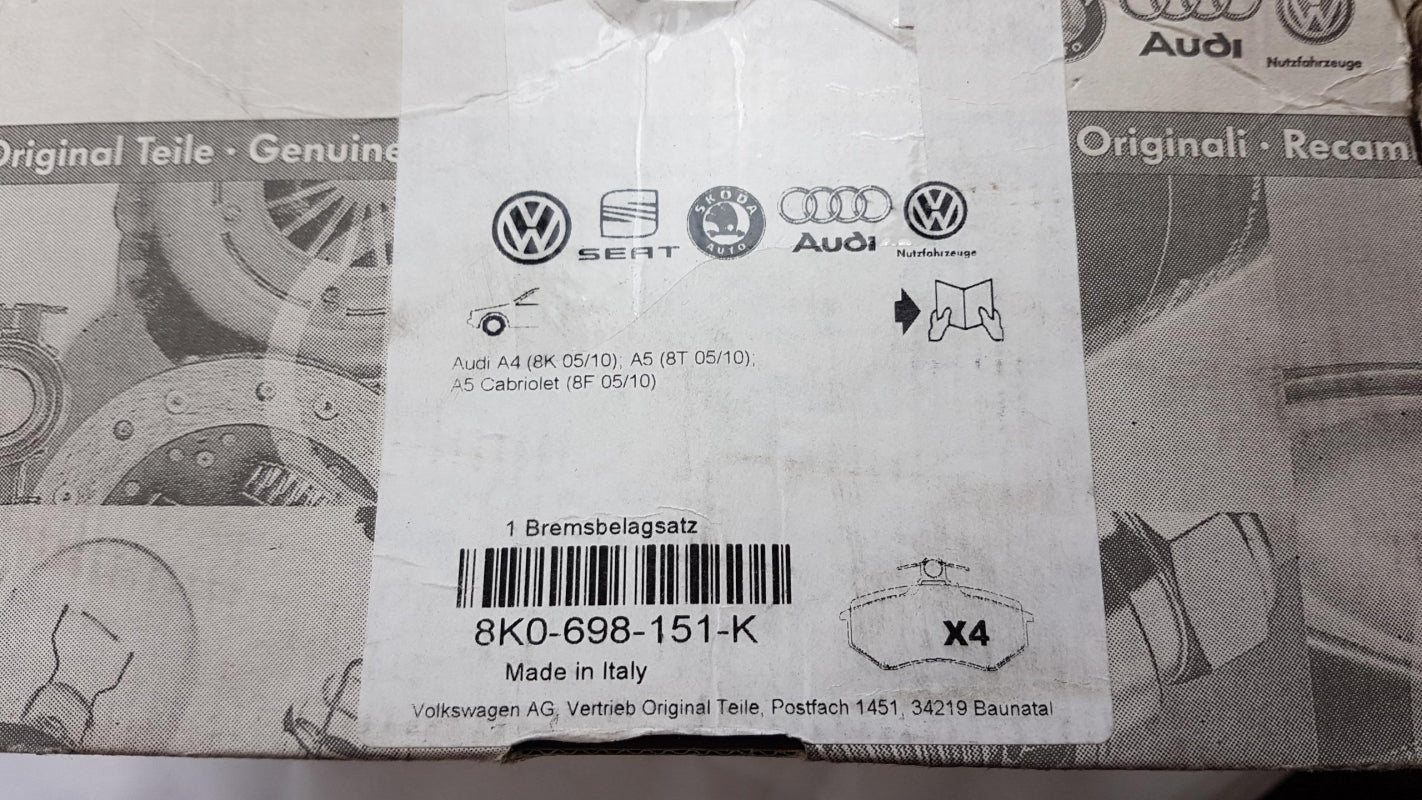 Audi
Nutzfahrzeuge
Original Teile · Genuine
Originali · Recam
SEAT
SKODA
AUTO
Audi
Nutzfahrzeuge
Audi A4 (8K 05/10); A5 (8T 05/10);
A5 Cabriolet (8F 05/10)
1 Bremsbelagsatz
8K0-698-151-K
X4
Made in Italy
Volkswagen AG, Vertrieb Original Teile, Postfach 1451, 34219 Baunatal